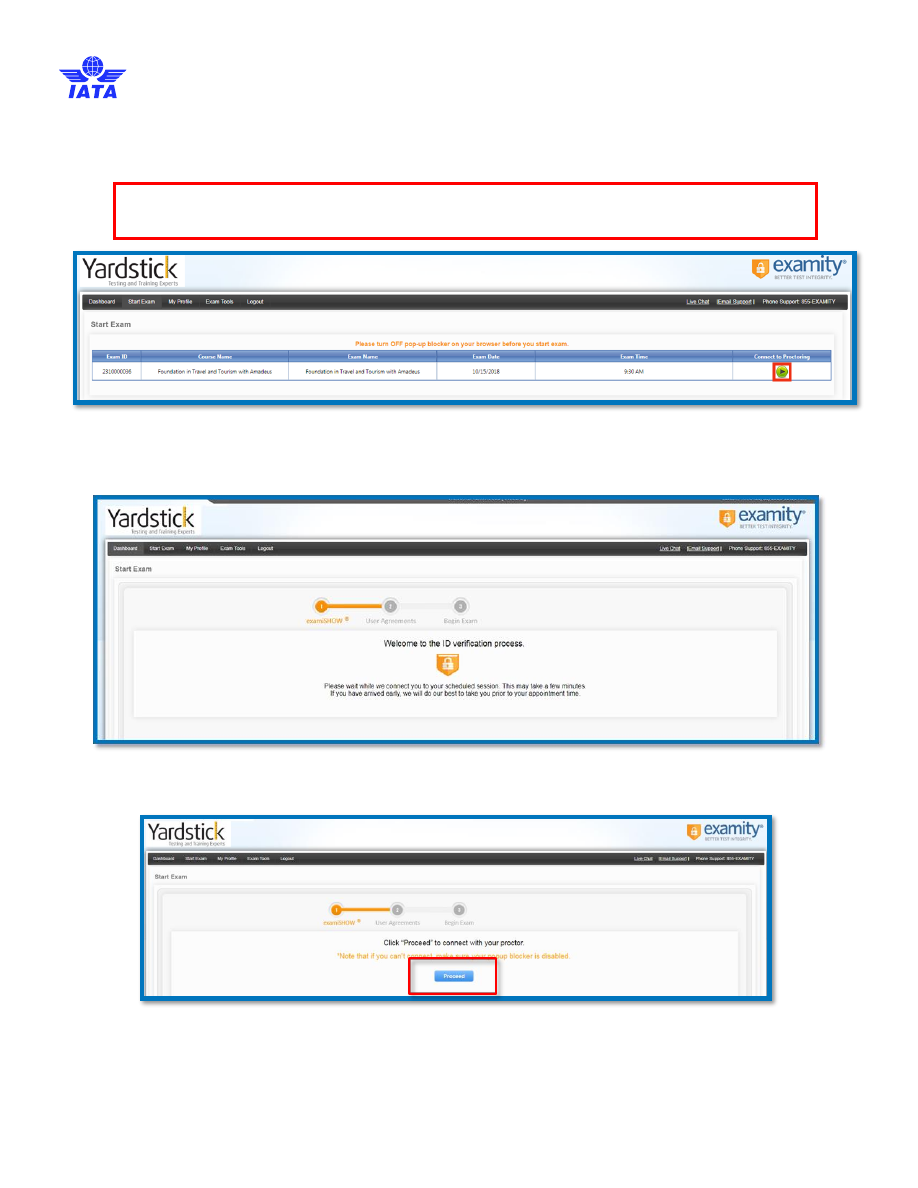 IATA
Yardstick
Testing and Training Experts
examity®
BETTER TEST INTEGRITY.
Dashboard Start Exam My Profile Exam Tools Logout Live Chat |Email Support | Phone Support: 855-EXAMITY
Start Exam
Please turn OFF pop-up blocker on your browser before you start exam.
Exam ID Course Name Exam Name Exam Date Exam Time Connect to Proctoring
2310000036 Foundation in Travel and Tourism with Amadeus Foundation in Travel and Tourism with Amadeus 10/15/2018 9:30 AM
Yardstick
Testing and Training Experts
examity®
BETTER TEST INTEGRITY.
Dashboard Start Exam My Profile Exam Tools Logout Live Chat |Email Support | Phone Support: 855-EXAMITY
Start Exam
1 2 3
examiSHOW ® User Agreements Begin Exam
Welcome to the ID verification process.
Please wait while we connect you to your scheduled session. This may take a few minutes.
If you have arrived early, we will do our best to take you prior to your appointment time.
Yardstick
Testing and Training Experts
examity®
BETTER TEST INTEGRITY.
Dashboard Start Exam My Profile Exam Tools Logout Live Chat |Email Support | Phone Support: 855-EXAMITY
Start Exam
1 2 3
examiSHOW ® User Agreements Begin Exam
Click "Proceed" to connect with your proctor.
*Note that if you can't connect, make sure your popup blocker is disabled.
Proceed